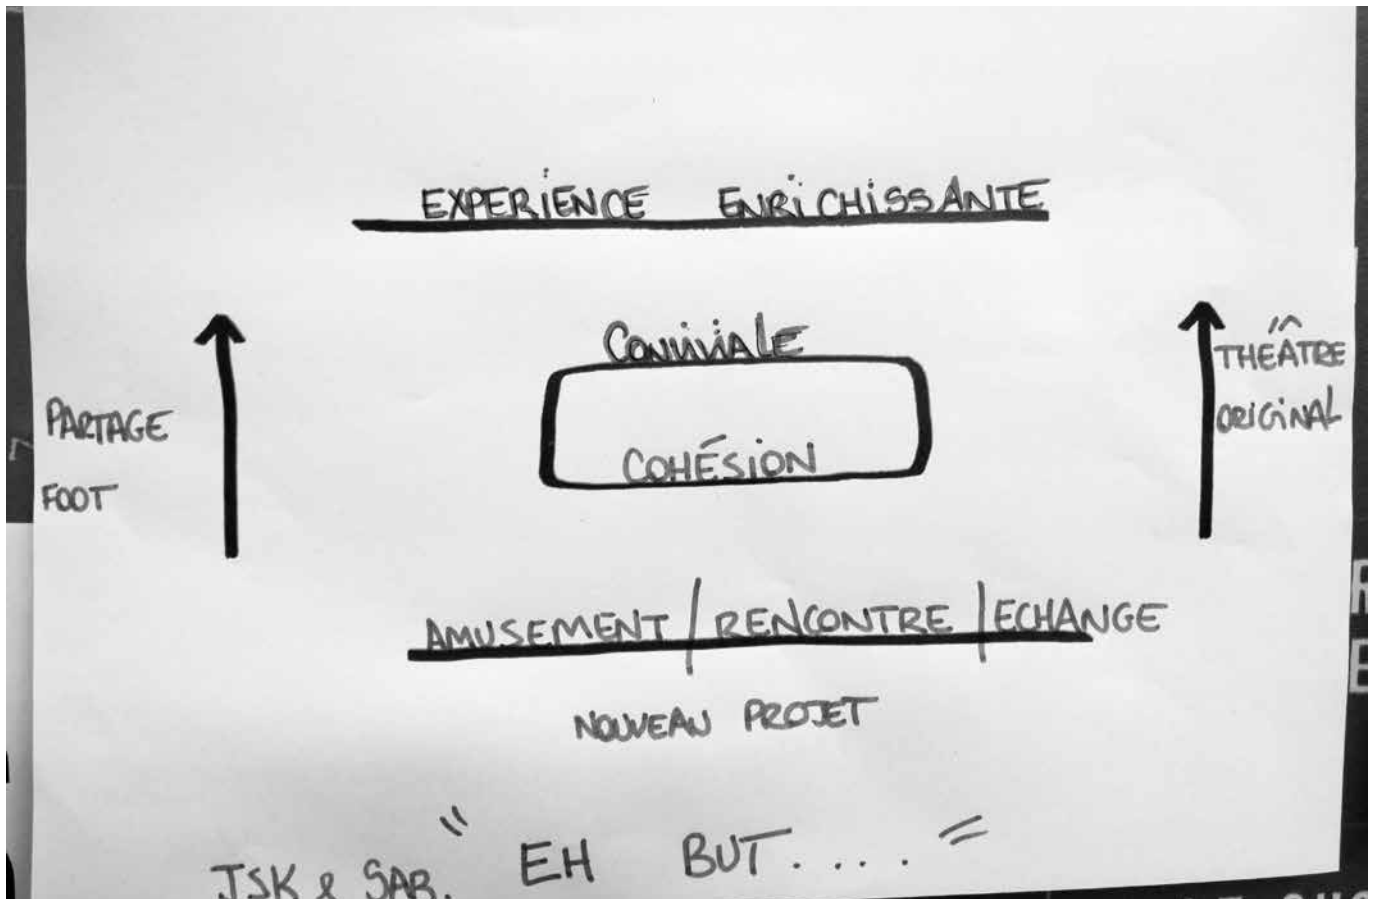 EXPERIENCE ENRICHISSANTE
CONVIVIALE
COHÉSION
PARTAGE
FOOT
THÉÂTRE
ORIGINAL
AMUSEMENT / RENCONTRE / ECHANGE
NOUVEAU PROJET
JSK & SAB. " EH BUT.... "